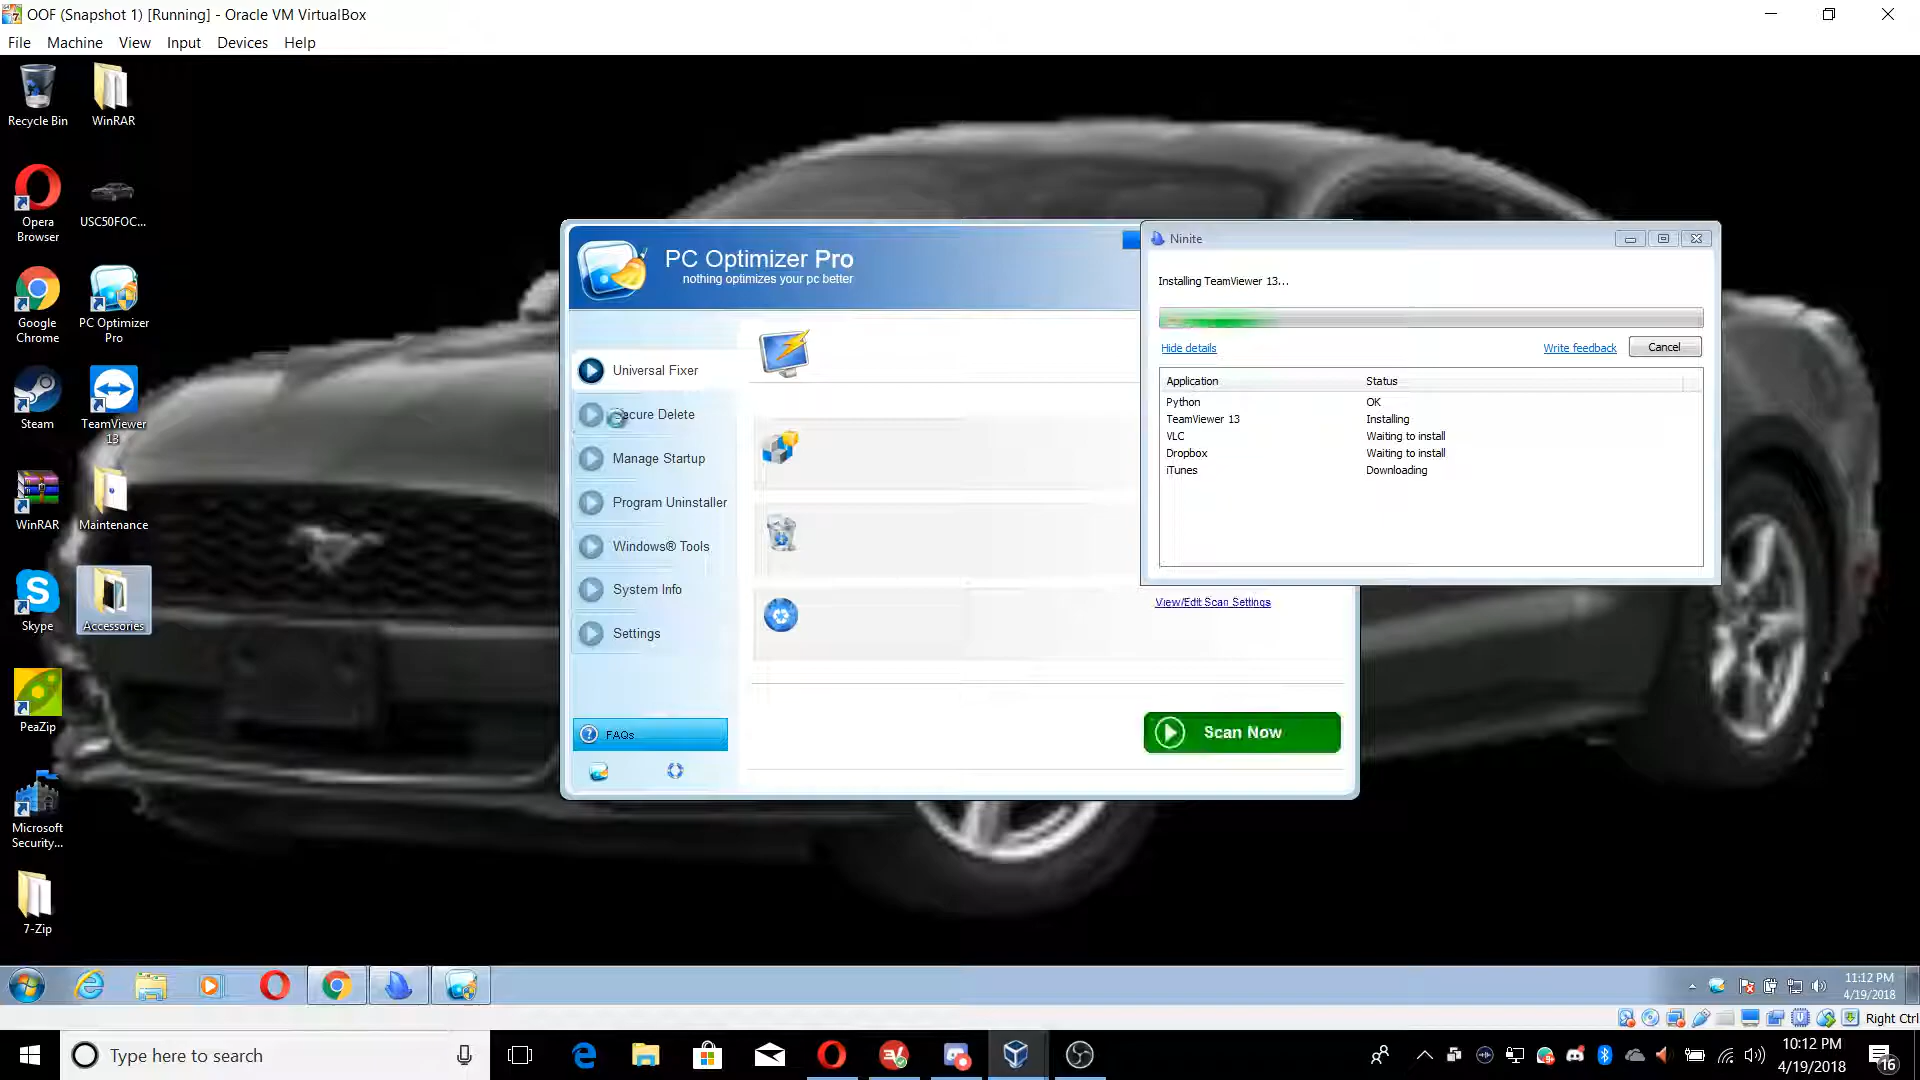 OOF (Snapshot 1) [Running] - Oracle VM VirtualBox
File Machine View Input Devices Help
Recycle Bin
WinRAR
Opera Browser
USC50FOC...
Google Chrome
PC Optimizer Pro
Steam
TeamViewer 13
WinRAR
Maintenance
Skype
Accessories
PeaZip
Microsoft Security...
7-Zip
PC Optimizer Pro
nothing optimizes your pc better
Universal Fixer
ecure Delete
Manage Startup
Program Uninstaller
Windows® Tools
System Info
Settings
FAQs
View/Edit Scan Settings
Scan Now
Ninite
Installing TeamViewer 13...
Hide details
Write feedback
Cancel
Application Status
Python OK
TeamViewer 13 Installing
VLC Waiting to install
Dropbox Waiting to install
iTunes Downloading
11:12 PM
4/19/2018
Right Ctrl
Type here to search
10:12 PM
4/19/2018
16